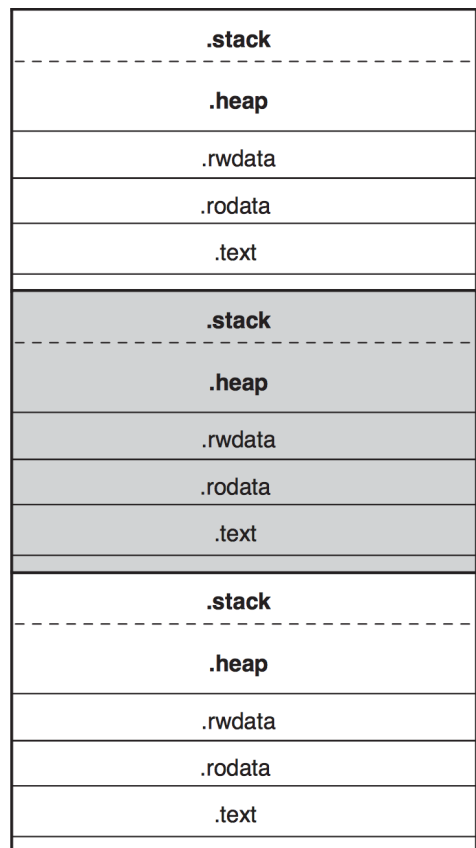 .stack
.heap
.rwdata
.rodata
.text
.stack
.heap
.rwdata
.rodata
.text
.stack
.heap
.rwdata
.rodata
.text